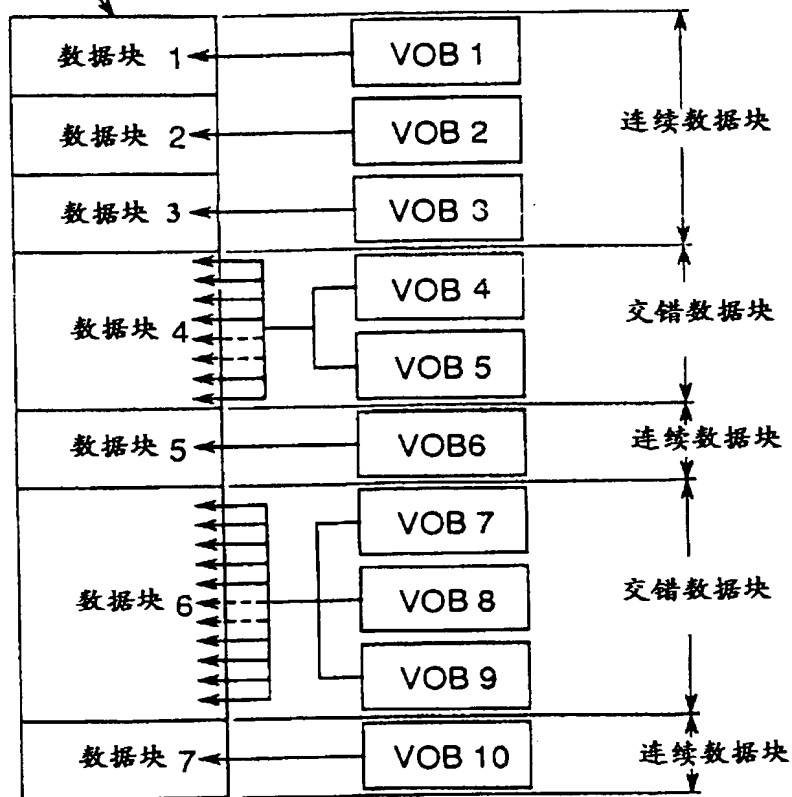 数据块 1
VOB 1
数据块 2
VOB 2
连续数据块
数据块 3
VOB 3
数据块 4
VOB 4
VOB 5
交错数据块
数据块 5
VOB6
连续数据块
数据块 6
VOB 7
VOB 8
VOB 9
交错数据块
数据块 7
VOB 10
连续数据块